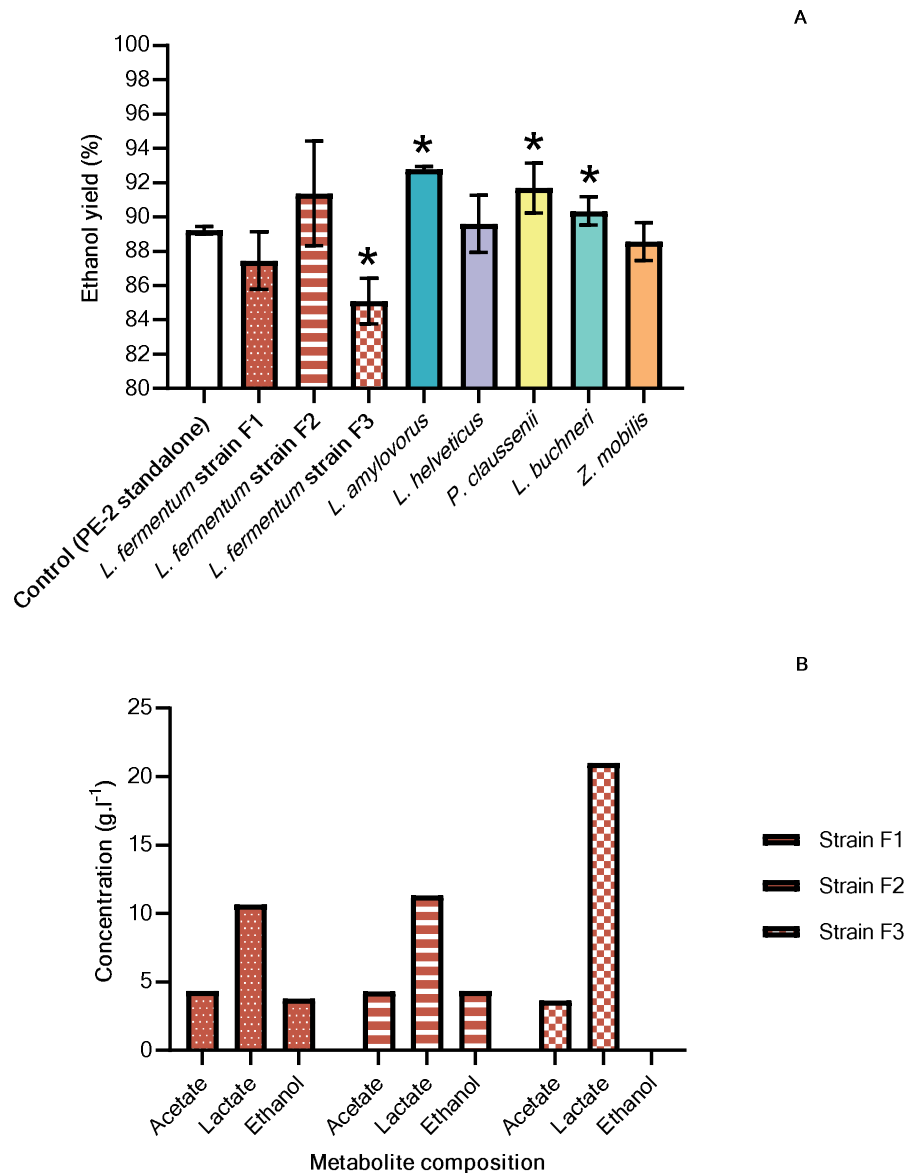 A
Ethanol yield (%)
100
98
96
94
92
90
88
86
84
82
80
*
*
*
*
Control (PE-2 standalone)
L. fermentum strain F1
L. fermentum strain F2
L. fermentum strain F3
L. amylovorus
L. helveticus
P. claussenii
L. buchneri
Z. mobilis
B
Concentration (g.l⁻¹)
25
20
15
10
5
0
Acetate
Lactate
Ethanol
Acetate
Lactate
Ethanol
Acetate
Lactate
Ethanol
Metabolite composition
Strain F1
Strain F2
Strain F3